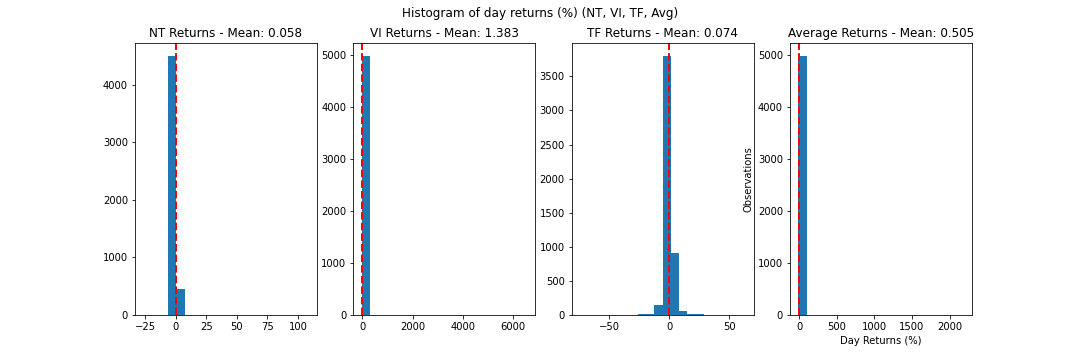 Histogram of day returns (%) (NT, VI, TF, Avg)
NT Returns - Mean: 0.058
VI Returns - Mean: 1.383
TF Returns - Mean: 0.074
Average Returns - Mean: 0.505
4000
3000
2000
1000
0
−25 0 25 50 75 100
5000
4000
3000
2000
1000
0
0 2000 4000 6000
3500
3000
2500
2000
1500
1000
500
0
−50 0 50
Observations
5000
4000
3000
2000
1000
0
0 500 1000 1500 2000
Day Returns (%)